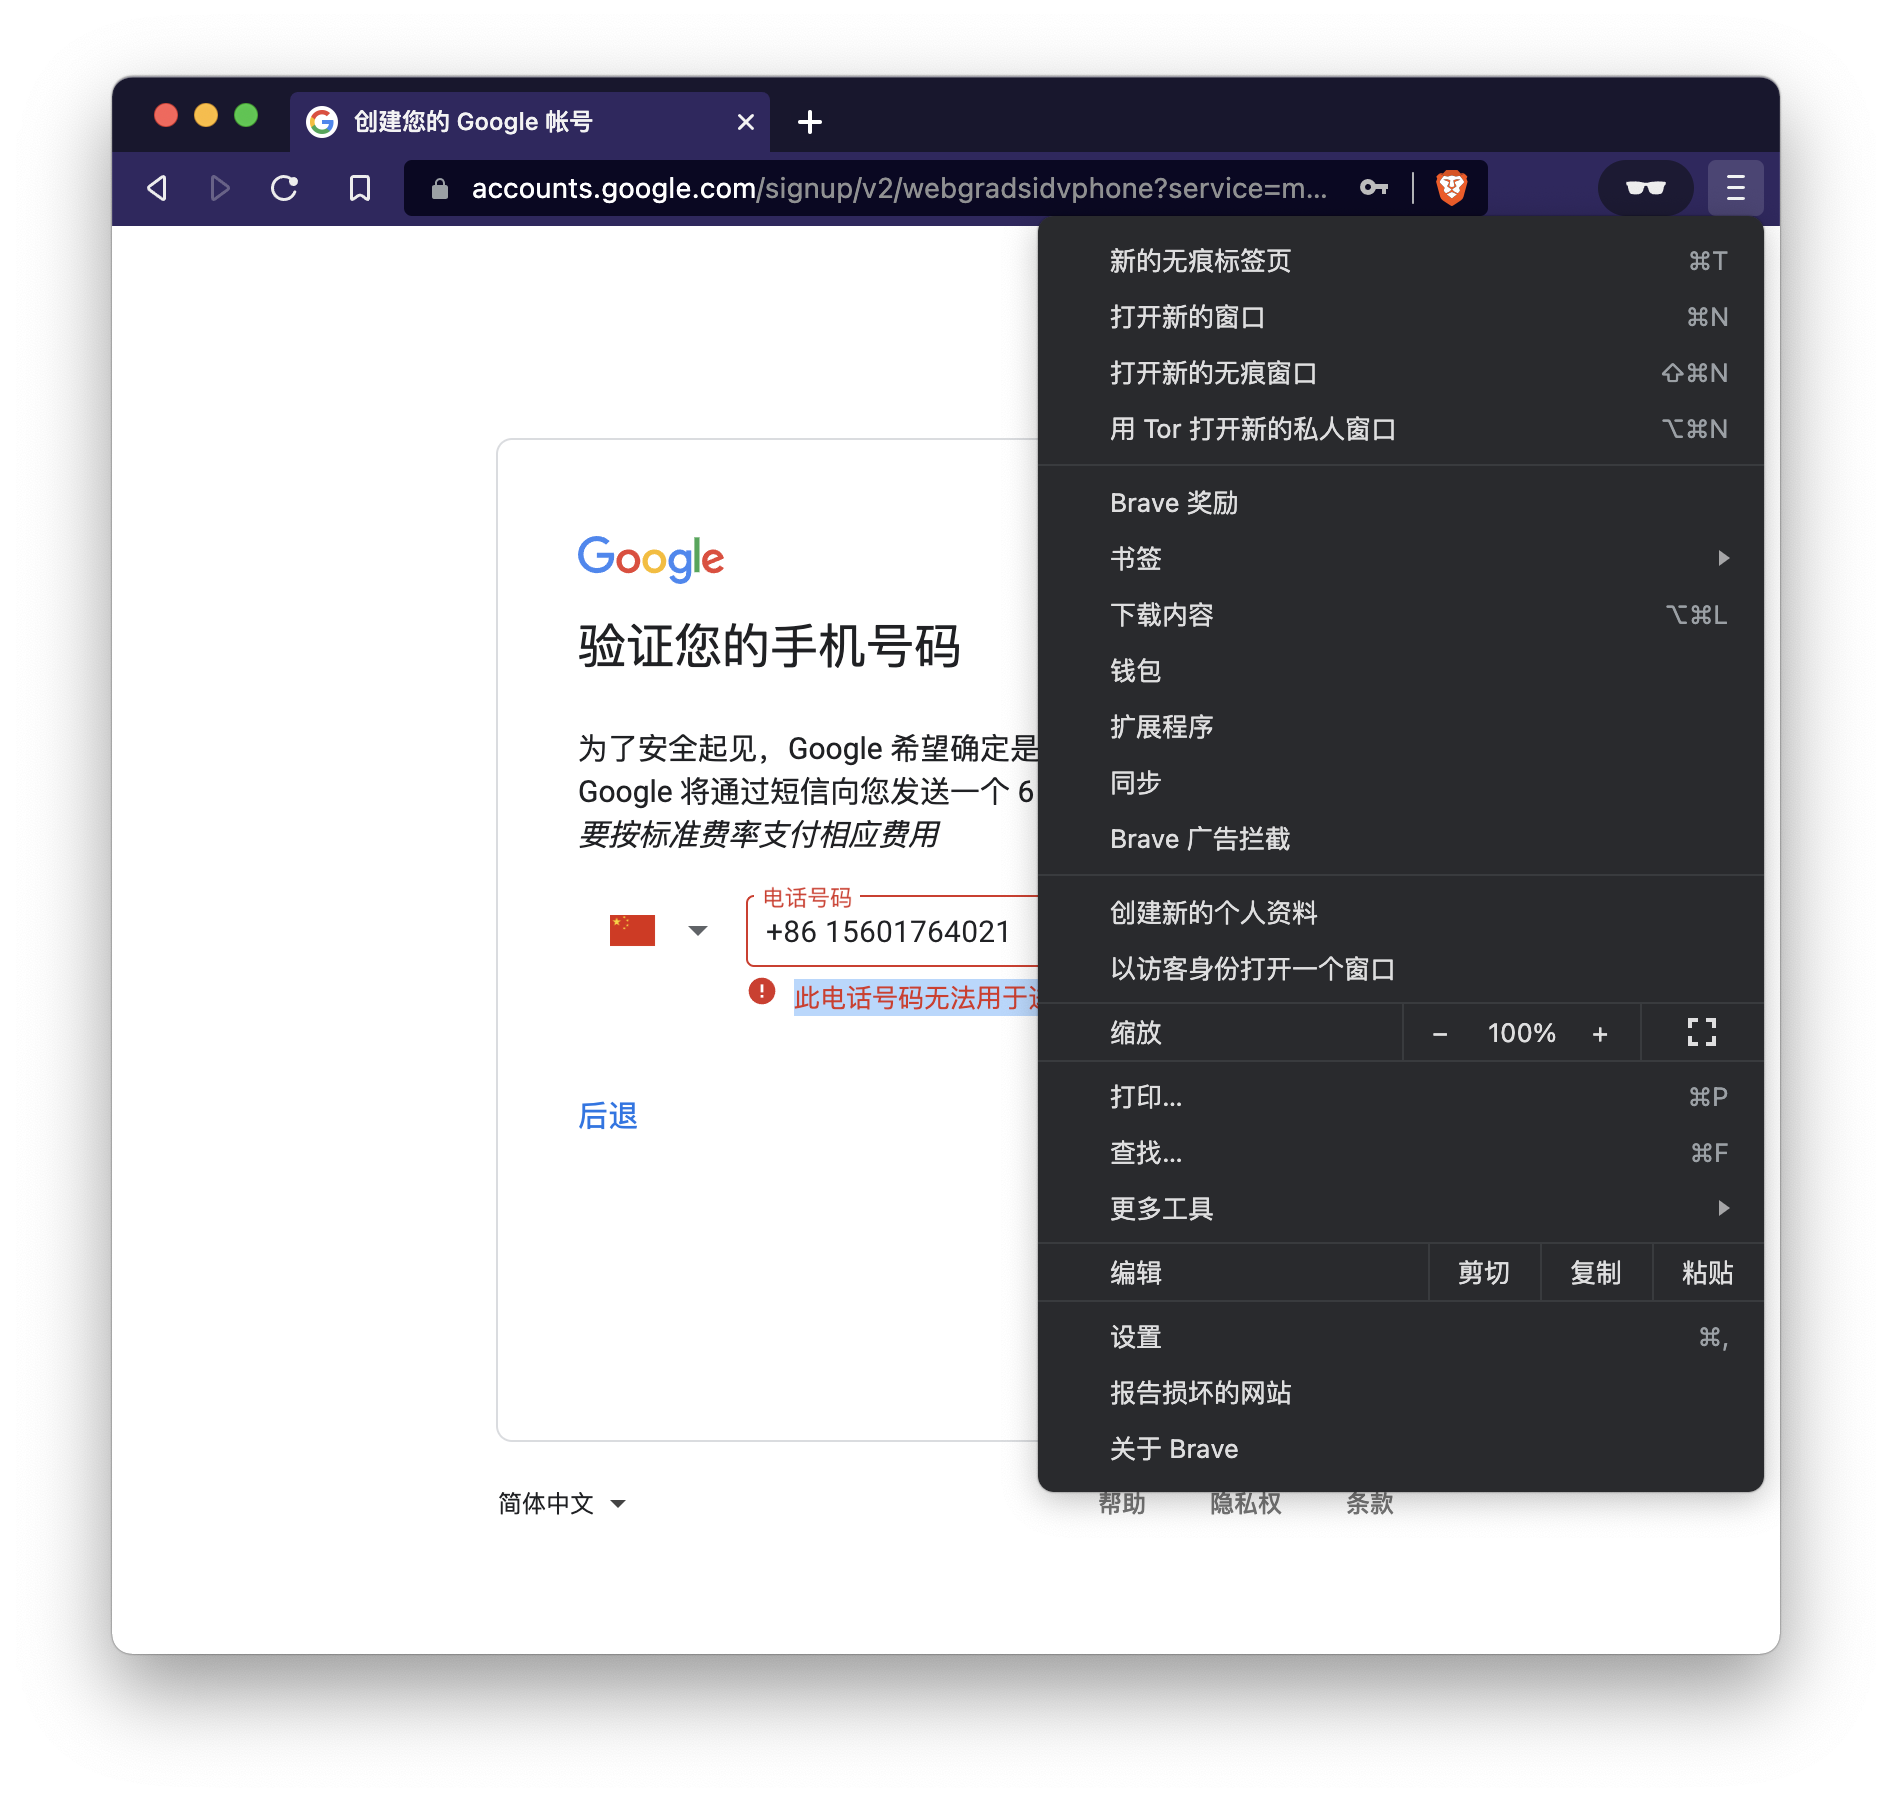 创建您的 Google 帐号
accounts.google.com/signup/v2/webgradsidvphone?service=m...
新的无痕标签页 ⌘T
打开新的窗口 ⌘N
打开新的无痕窗口 ⇧⌘N
用 Tor 打开新的私人窗口 ⌥⌘N
Brave 奖励
书签
下载内容 ⌥⌘L
钱包
扩展程序
同步
Brave 广告拦截
创建新的个人资料
以访客身份打开一个窗口
缩放 − 100% +
打印... ⌘P
查找... ⌘F
更多工具
编辑 剪切 复制 粘贴
设置 ⌘,
报告损坏的网站
关于 Brave
Google
验证您的手机号码
为了安全起见，Google 希望确定是
Google 将通过短信向您发送一个 6
要按标准费率支付相应费用
电话号码
+86 15601764021
此电话号码无法用于
后退
简体中文
帮助 隐私权 条款